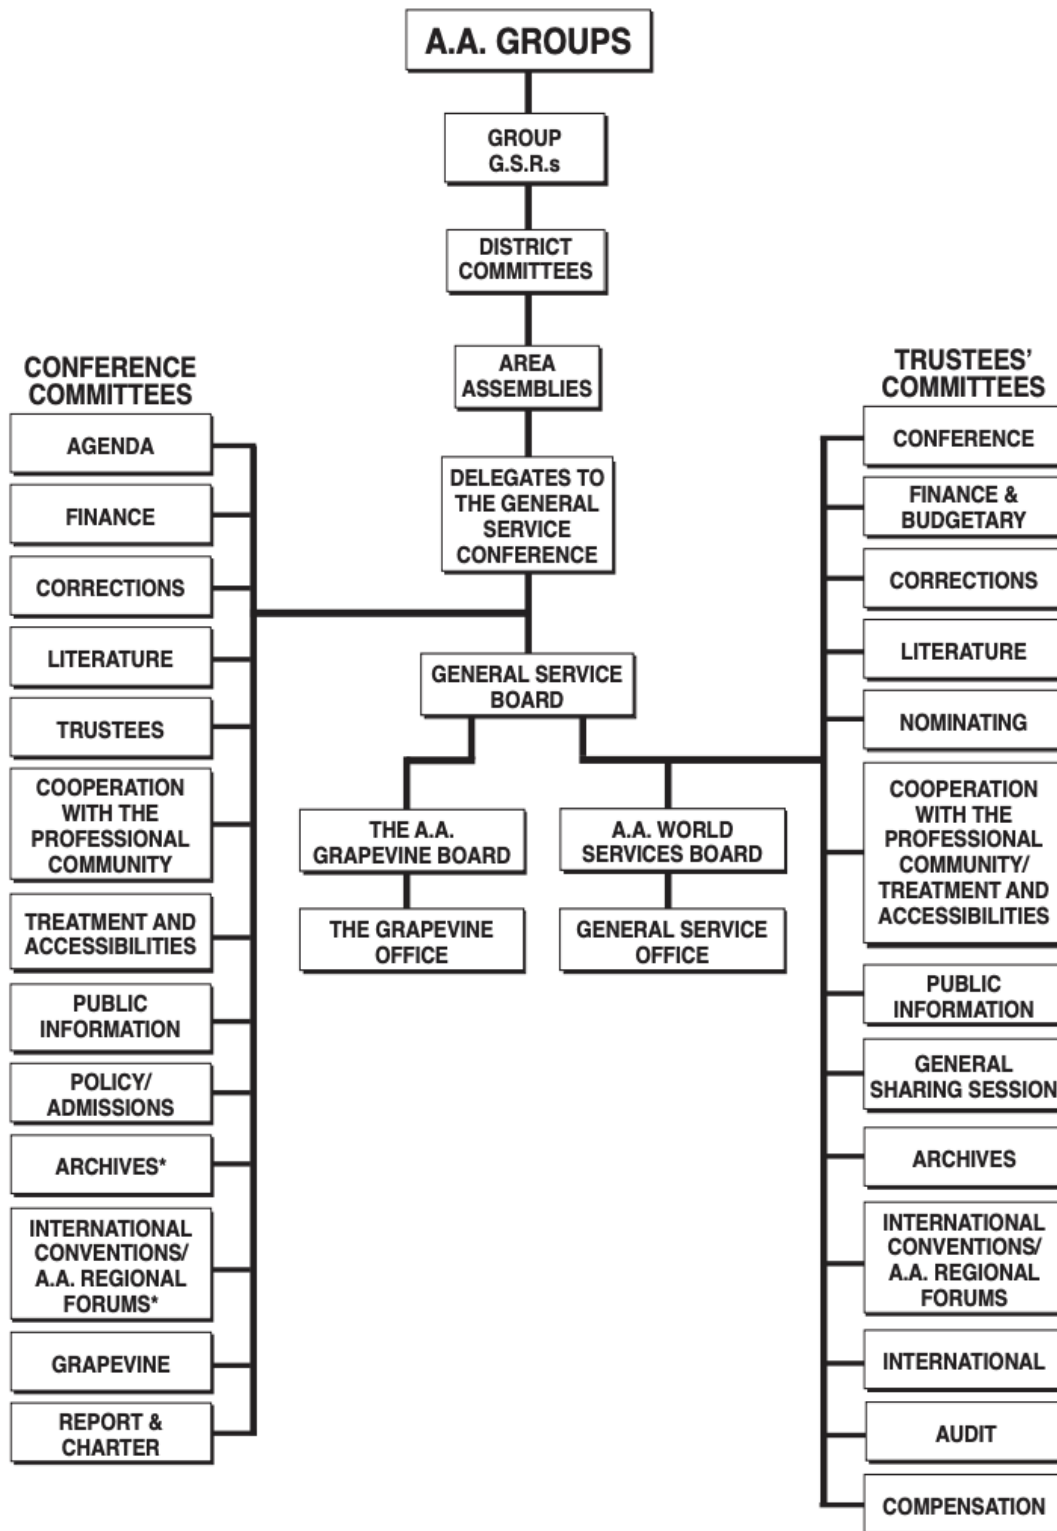 A.A. GROUPS
GROUP
G.S.R.s
DISTRICT
COMMITTEES
AREA
ASSEMBLIES
DELEGATES TO
THE GENERAL
SERVICE
CONFERENCE
GENERAL SERVICE
BOARD
THE A.A.
GRAPEVINE BOARD
THE GRAPEVINE
OFFICE
A.A. WORLD
SERVICES BOARD
GENERAL SERVICE
OFFICE
CONFERENCE
COMMITTEES
AGENDA
FINANCE
CORRECTIONS
LITERATURE
TRUSTEES
COOPERATION
WITH THE
PROFESSIONAL
COMMUNITY
TREATMENT AND
ACCESSIBILITIES
PUBLIC
INFORMATION
POLICY/
ADMISSIONS
ARCHIVES*
INTERNATIONAL
CONVENTIONS/
A.A. REGIONAL
FORUMS*
GRAPEVINE
REPORT &
CHARTER
TRUSTEES’
COMMITTEES
CONFERENCE
FINANCE &
BUDGETARY
CORRECTIONS
LITERATURE
NOMINATING
COOPERATION
WITH THE
PROFESSIONAL
COMMUNITY/
TREATMENT AND
ACCESSIBILITIES
PUBLIC
INFORMATION
GENERAL
SHARING SESSION
ARCHIVES
INTERNATIONAL
CONVENTIONS/
A.A. REGIONAL
FORUMS
INTERNATIONAL
AUDIT
COMPENSATION